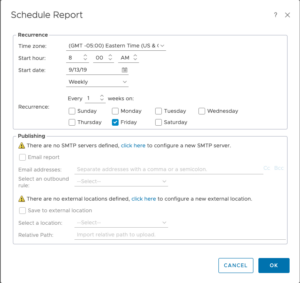 Schedule Report
?
Recurrence
Time zone: (GMT -05:00) Eastern Time (US &
Start hour: 8 00 AM
Start date: 9/13/19
Weekly
Every 1 weeks on:
Recurrence: Sunday Monday Tuesday Wednesday
Thursday Friday Saturday
Publishing
There are no SMTP servers defined, click here to configure a new SMTP server.
Email report
Email addresses: Separate addresses with a comma or a semicolon
Select an outbound rule: --Select--
There are no external locations defined, click here to configure a new external location.
Save to external location
Select a location: --Select--
Relative Path: Import relative path to upload
CANCEL OK